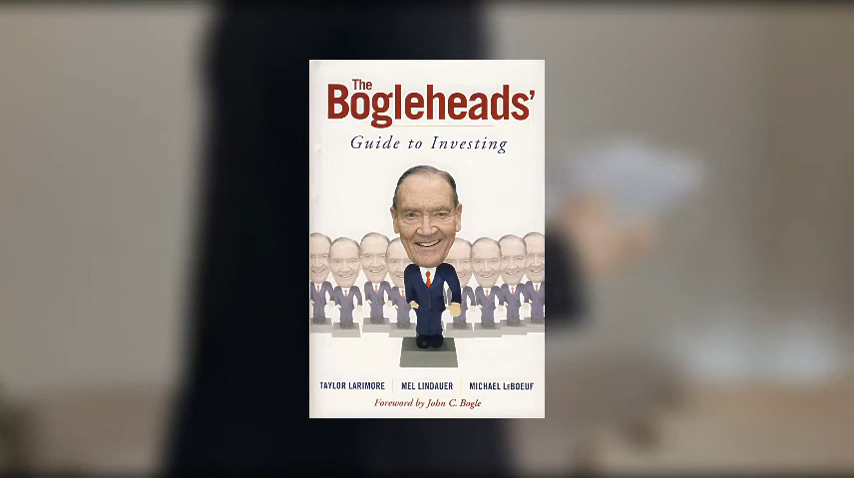 The
Bogleheads'
Guide to Investing
TAYLOR LARIMORE MEL LINDAUER MICHAEL LEBOEUF
Foreword by John C. Bogle